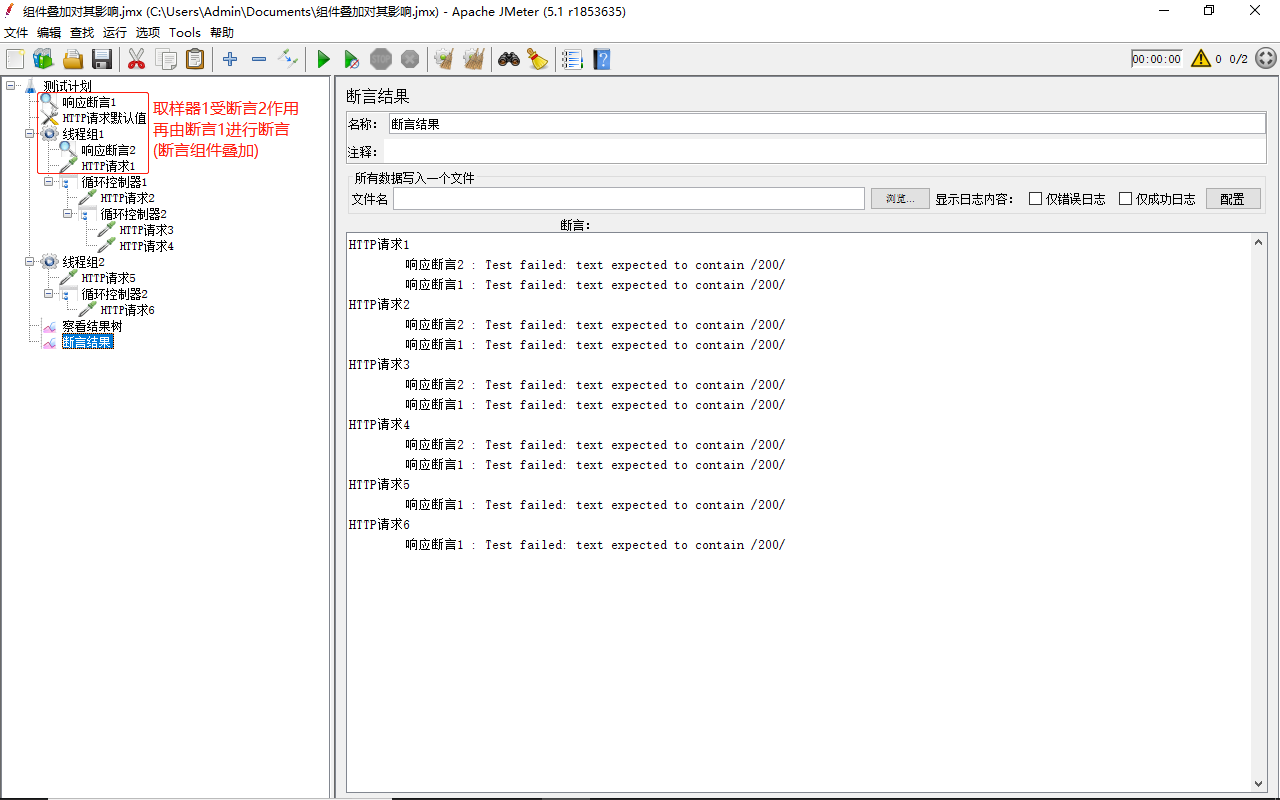 组件叠加对其影响.jmx (C:\Users\Admin\Documents\组件叠加对其影响.jmx) - Apache JMeter (5.1 r1853635)
文件 编辑 查找 运行 选项 Tools 帮助
STOP
00:00:00 0 0/2
测试计划
响应断言1
HTTP请求默认值
线程组1
响应断言2
HTTP请求1
循环控制器1
HTTP请求2
循环控制器2
HTTP请求3
HTTP请求4
线程组2
HTTP请求5
循环控制器2
HTTP请求6
察看结果树
断言结果
取样器1受断言2作用
再由断言1进行断言
(断言组件叠加)
断言结果
名称： 断言结果
注释：
所有数据写入一个文件
文件名 浏览... 显示日志内容： 仅错误日志 仅成功日志 配置
断言：
HTTP请求1
响应断言2 : Test failed: text expected to contain /200/
响应断言1 : Test failed: text expected to contain /200/
HTTP请求2
响应断言2 : Test failed: text expected to contain /200/
响应断言1 : Test failed: text expected to contain /200/
HTTP请求3
响应断言2 : Test failed: text expected to contain /200/
响应断言1 : Test failed: text expected to contain /200/
HTTP请求4
响应断言2 : Test failed: text expected to contain /200/
响应断言1 : Test failed: text expected to contain /200/
HTTP请求5
响应断言1 : Test failed: text expected to contain /200/
HTTP请求6
响应断言1 : Test failed: text expected to contain /200/